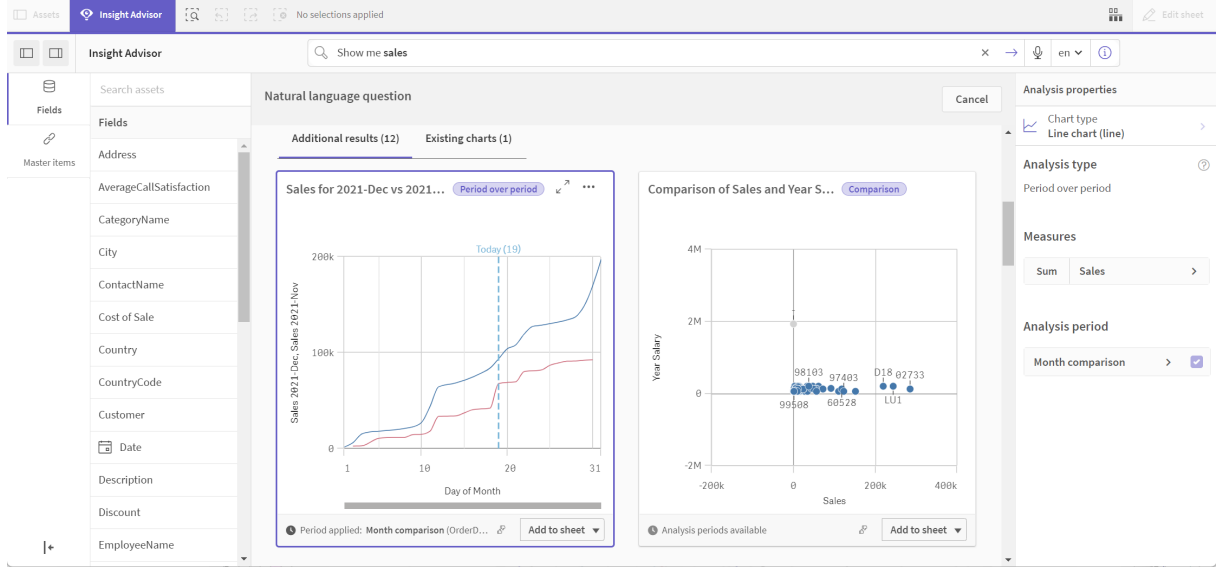 Assets
Insight Advisor
No selections applied
Edit sheet
Insight Advisor
Show me sales
en
Fields
Master items
Search assets
Fields
Address
AverageCallSatisfaction
CategoryName
City
ContactName
Cost of Sale
Country
CountryCode
Customer
Date
Description
Discount
EmployeeName
Natural language question
Cancel
Additional results (12)
Existing charts (1)
Sales for 2021-Dec vs 2021...
Period over period
Today (19)
200k
100k
0
Sales 2021-Dec, Sales 2021-Nov
1
10
20
31
Day of Month
Period applied: Month comparison (OrderD...
Add to sheet
Comparison of Sales and Year S...
Comparison
4M
2M
0
-2M
Year Salary
-
98103
97403
D18
02733
99508
60528
LU1
-200k
0
200k
400k
Sales
Analysis periods available
Add to sheet
Analysis properties
Chart type
Line chart (line)
Analysis type
Period over period
Measures
Sum
Sales
Analysis period
Month comparison